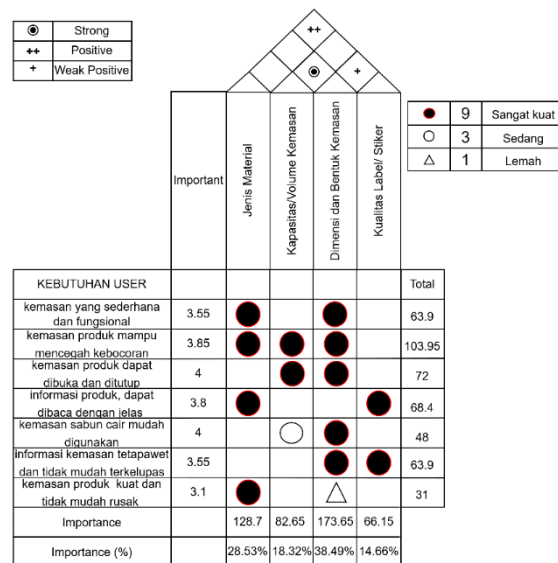 ++
Strong
++ Positive
+ Weak Positive
+
9 Sangat kuat
3 Sedang
1 Lemah
Important
Jenis Material
Kapasitas/Volume Kemasan
Dimensi dan Bentuk Kemasan
Kualitas Label/ Stiker
KEBUTUHAN USER Total
kemasan yang sederhana
dan fungsional
3.55 63.9
kemasan produk mampu
mencegah kebocoran
3.85 103.95
kemasan produk dapat
dibuka dan ditutup
4 72
informasi produk, dapat
dibaca dengan jelas
3.8 68.4
kemasan sabun cair mudah
digunakan
4 48
informasi kemasan tetapawet
dan tidak mudah terkelupas
3.55 63.9
kemasan produk kuat dan
tidak mudah rusak
3.1 31
Importance 128.7 82.65 173.65 66.15
Importance (%) 28.53% 18.32% 38.49% 14.66%